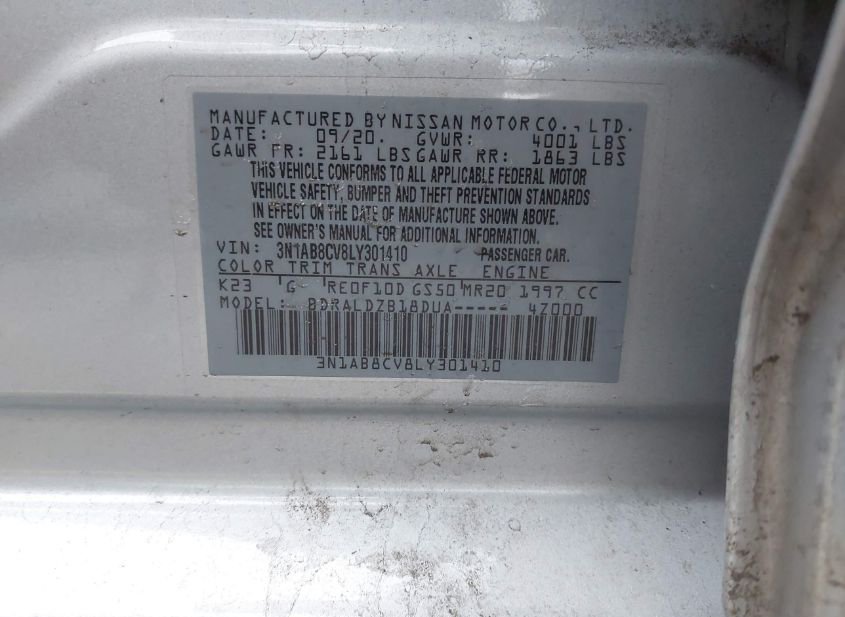 MANUFACTURED BY NISSAN MOTOR CO., LTD.
DATE: 09/20. GVWR: 4001 LBS
GAWR FR: 2161 LBS GAWR RR: 1863 LBS
THIS VEHICLE CONFORMS TO ALL APPLICABLE FEDERAL MOTOR
VEHICLE SAFETY, BUMPER AND THEFT PREVENTION STANDARDS
IN EFFECT ON THE DATE OF MANUFACTURE SHOWN ABOVE.
SEE OWNER'S MANUAL FOR ADDITIONAL INFORMATION.
VIN: 3N1AB8CV8LY301410 PASSENGER CAR.
COLOR TRIM TRANS AXLE ENGINE
K23 G RE0F10D GS50 MR20 1997 CC
MODEL: BDRALDZB18DUA----- 4Z000
3N1AB8CV8LY301410